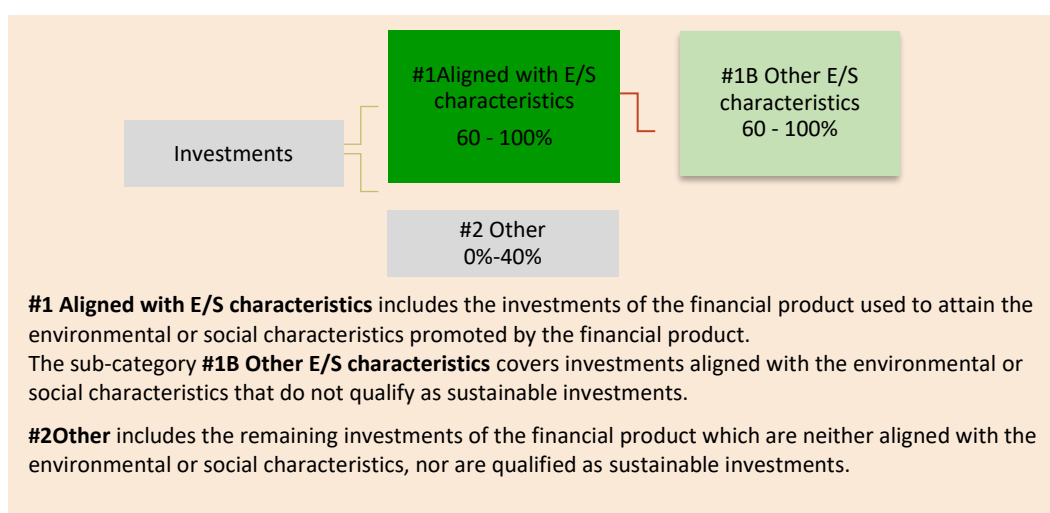 #1Aligned with E/S
characteristics
60 - 100%
#1B Other E/S
characteristics
60 - 100%
Investments
#2 Other
0%-40%
#1 Aligned with E/S characteristics includes the investments of the financial product used to attain the
environmental or social characteristics promoted by the financial product.
The sub-category #1B Other E/S characteristics covers investments aligned with the environmental or
social characteristics that do not qualify as sustainable investments.
#2Other includes the remaining investments of the financial product which are neither aligned with the
environmental or social characteristics, nor are qualified as sustainable investments.